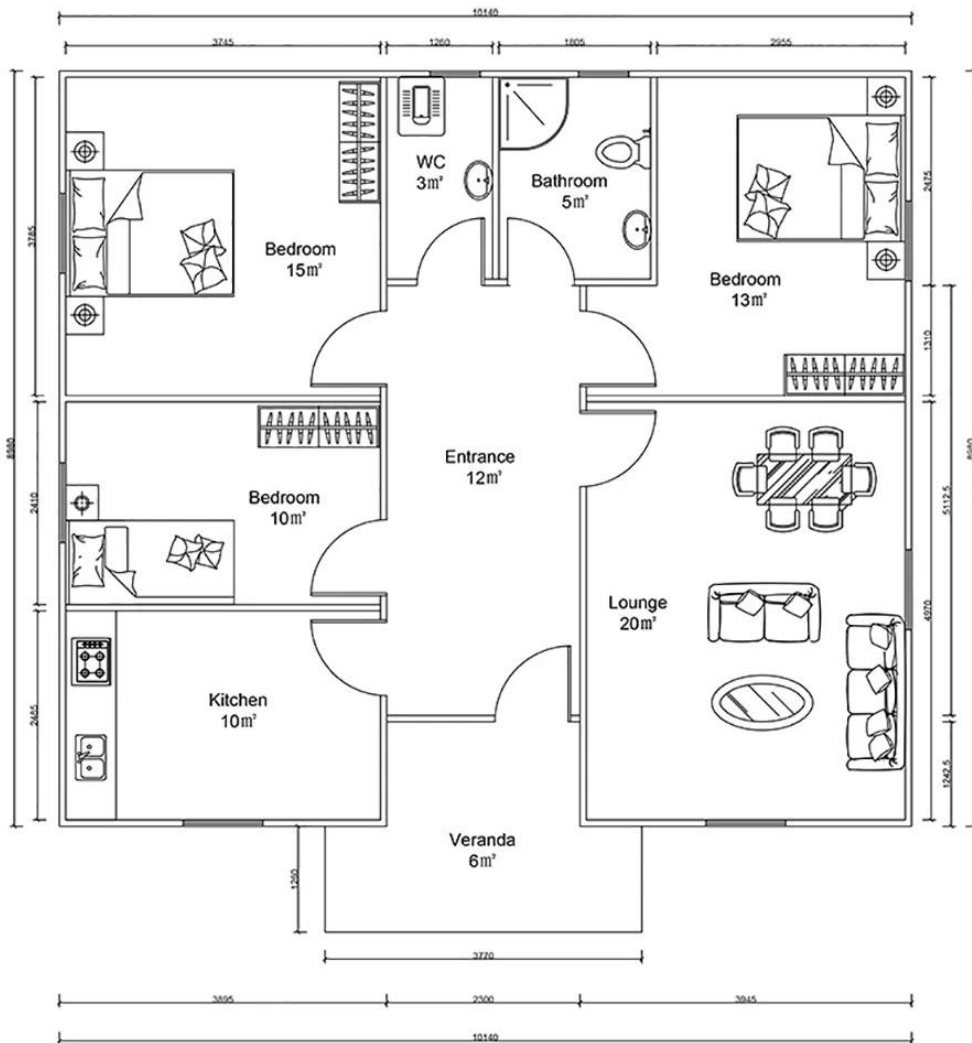 10140
3745
1260
1805
2955
WC
3m²
Bathroom
5m²
Bedroom
15m²
Bedroom
13m²
3785
2475
1310
8980
8980
Entrance
12m²
Bedroom
10m²
2410
5112.5
Lounge
20m²
4970
Kitchen
10m²
2485
1242.5
Veranda
6m²
1260
3770
3895
2300
3945
10140